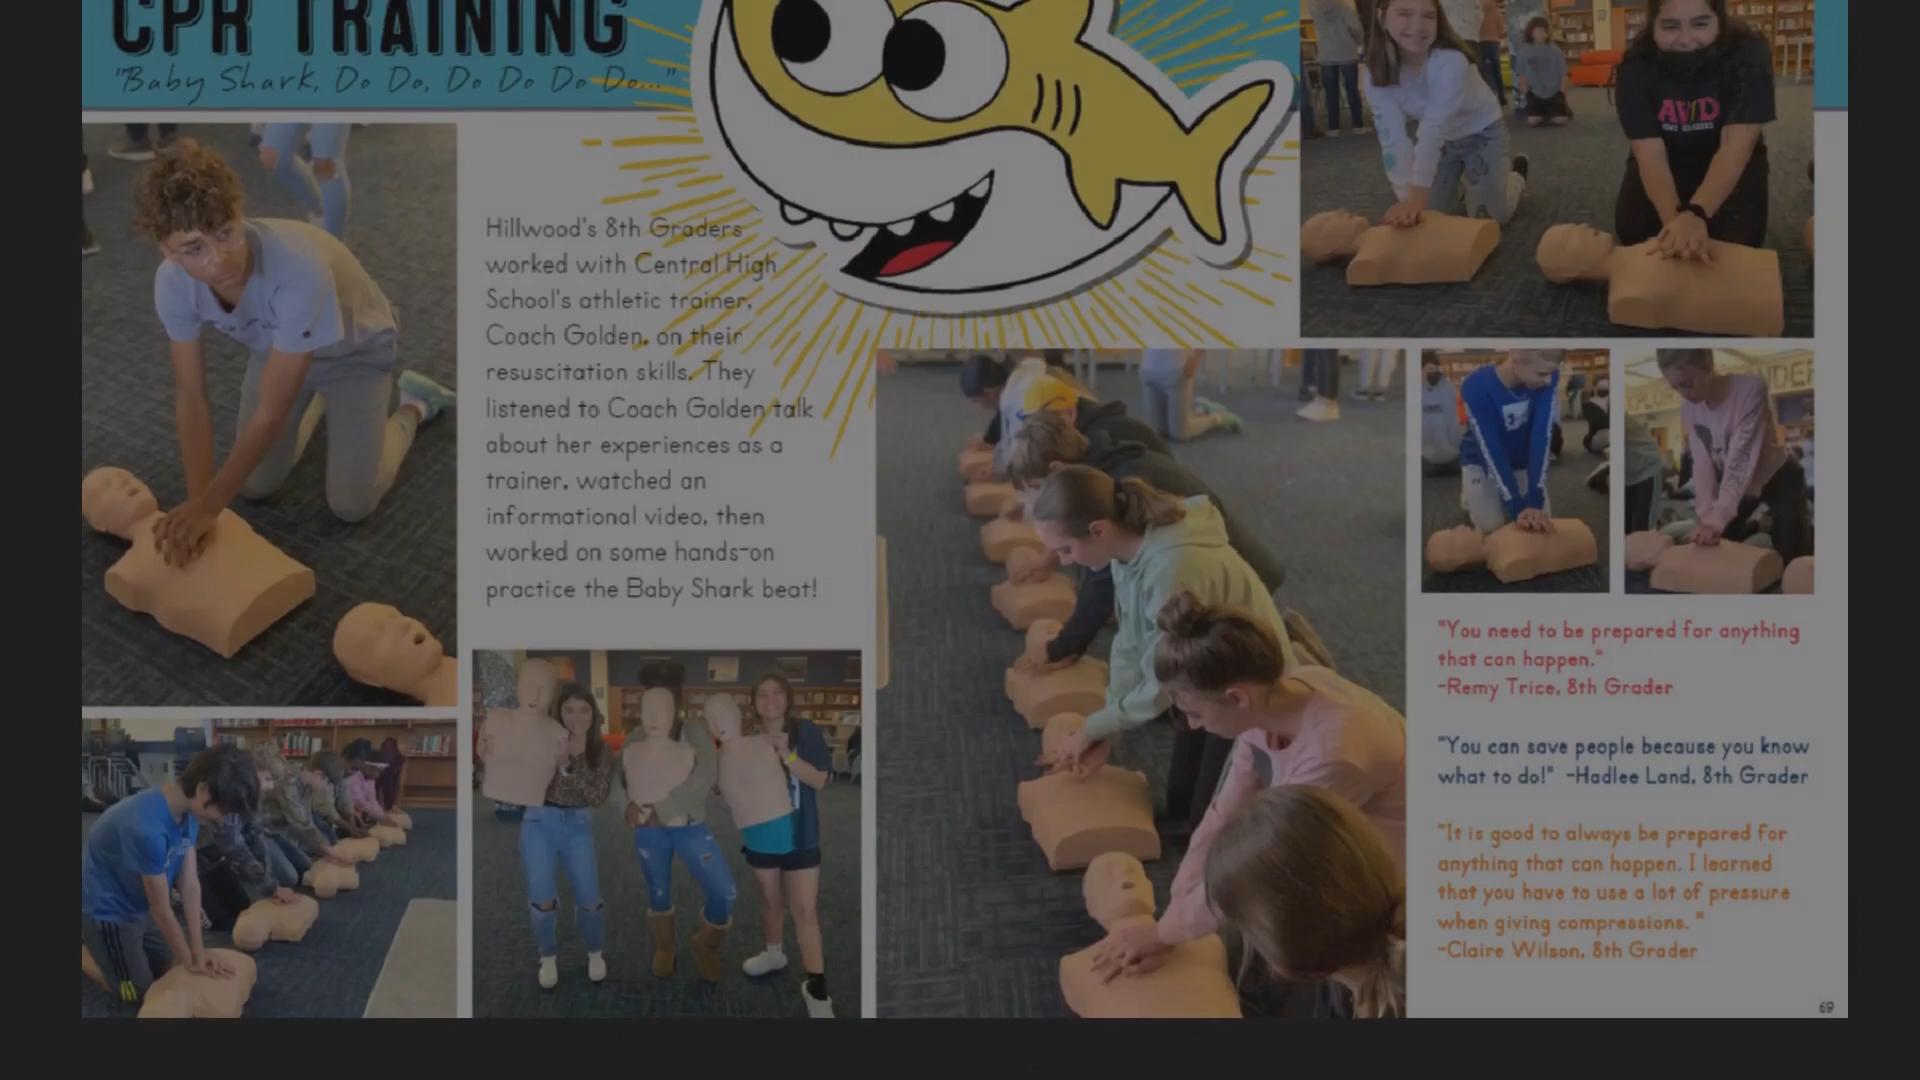 CPR TRAINING
"Baby Shark, Do Do, Do Do Do Do..."
Hillwood's 8th Graders
worked with Central High
School's athletic trainer,
Coach Golden, on their
resuscitation skills. They
listened to Coach Golden talk
about her experiences as a
trainer, watched an
informational video, then
worked on some hands-on
practice the Baby Shark beat!
AVID
"You need to be prepared for anything
that can happen."
-Remy Trice, 8th Grader
"You can save people because you know
what to do!" -Hadlee Land, 8th Grader
"It is good to always be prepared for
anything that can happen. I learned
that you have to use a lot of pressure
when giving compressions."
-Claire Wilson, 8th Grader
69